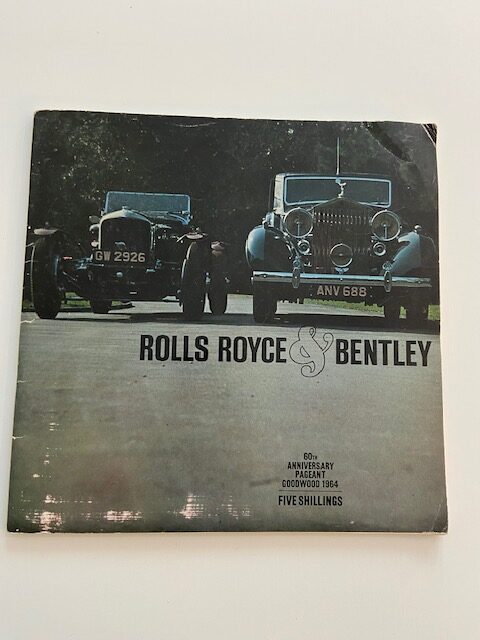 GW 2926
ANV 688
ROLLS ROYCE & BENTLEY
60TH
ANNIVERSARY
PAGEANT
GOODWOOD 1964
FIVE SHILLINGS